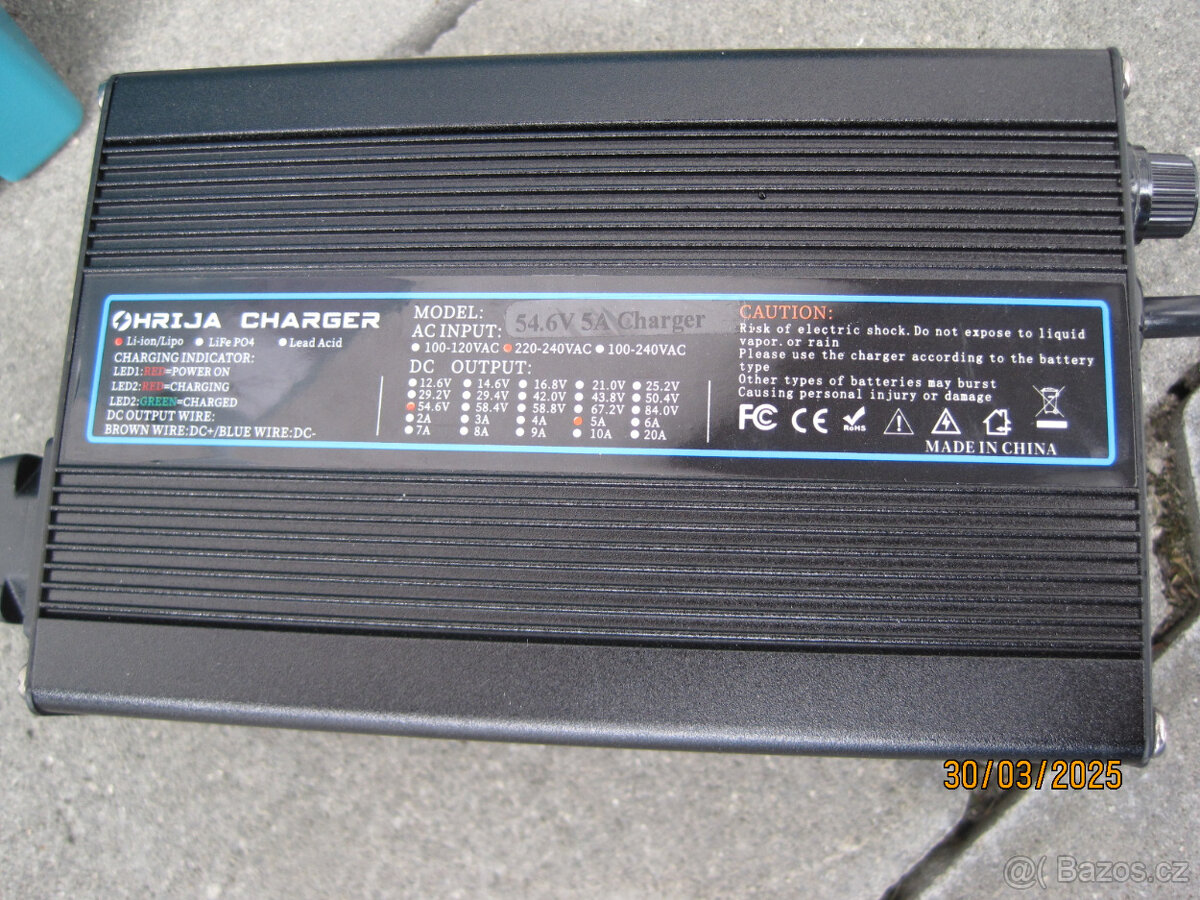 OHRIJA CHARGER
Li-ion/Lipo LiFe PO4 Lead Acid
CHARGING INDICATOR:
LED1:RED=POWER ON
LED2:RED=CHARGING
LED2:GREEN=CHARGED
DC OUTPUT WIRE:
BROWN WIRE:DC+/BLUE WIRE:DC-
MODEL: 54.6V 5A Charger
AC INPUT:
100-120VAC 220-240VAC 100-240VAC
DC OUTPUT:
12.6V 14.6V 16.8V 21.0V 25.2V
29.2V 29.4V 42.0V 43.8V 50.4V
54.6V 58.4V 58.8V 67.2V 84.0V
2A 3A 4A 5A 6A
7A 8A 9A 10A 20A
CAUTION:
Risk of electric shock.Do not expose to liquid
vapor.or rain
Please use the charger according to the battery
type
Other types of batteries may burst
Causing personal injury or damage
FC CE RoHS
MADE IN CHINA
30/03/2025
@( Bazos.cz